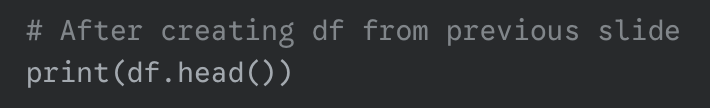 # After creating df from previous slide
print(df.head())